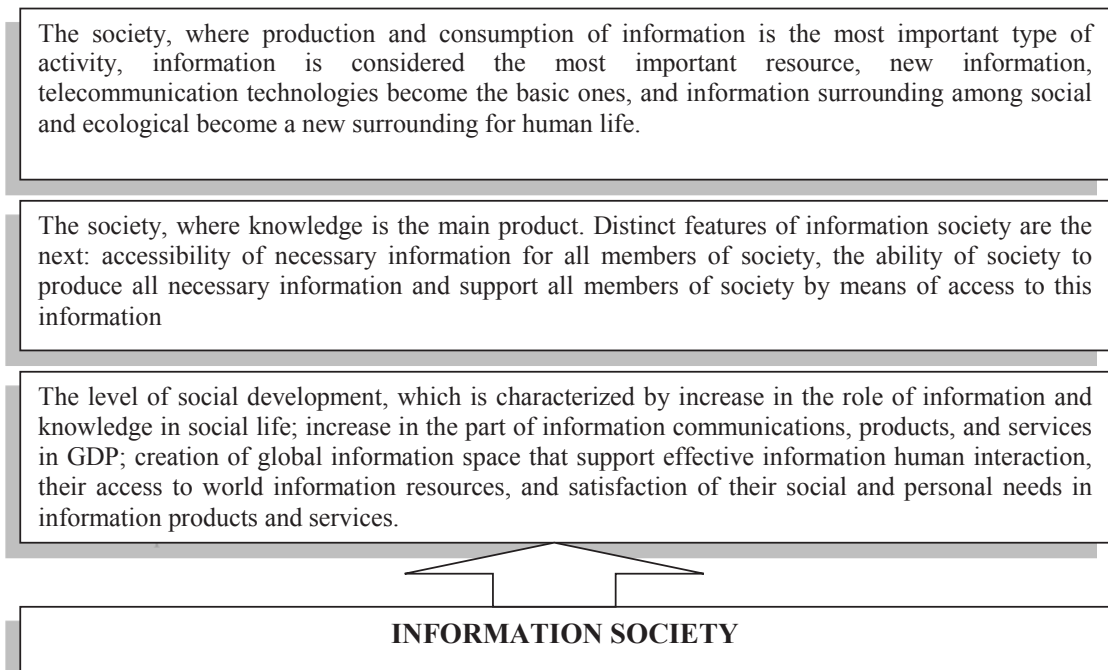 The society, where production and consumption of information is the most important type of
activity, information is considered the most important resource, new information,
telecommunication technologies become the basic ones, and information surrounding among social
and ecological become a new surrounding for human life.
The society, where knowledge is the main product. Distinct features of information society are the
next: accessibility of necessary information for all members of society, the ability of society to
produce all necessary information and support all members of society by means of access to this
information
The level of social development, which is characterized by increase in the role of information and
knowledge in social life; increase in the part of information communications, products, and services
in GDP; creation of global information space that support effective information human interaction,
their access to world information resources, and satisfaction of their social and personal needs in
information products and services.
INFORMATION SOCIETY